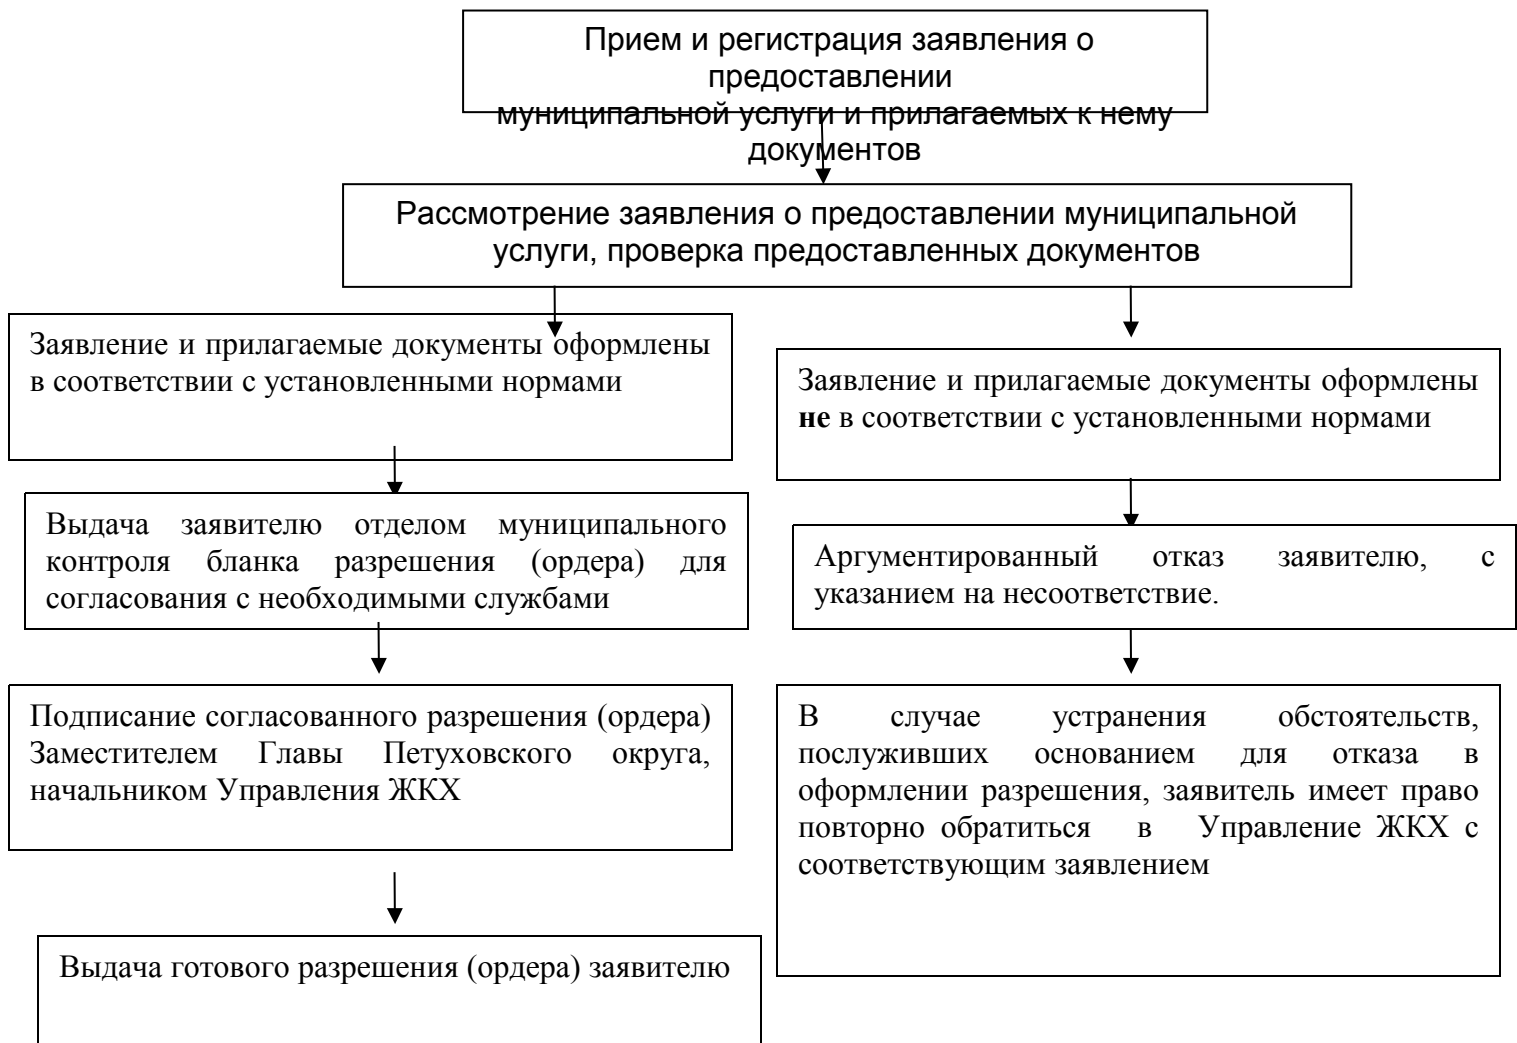 Прием и регистрация заявления о
предоставлении
муниципальной услуги и прилагаемых к нему
документов
Рассмотрение заявления о предоставлении муниципальной
услуги, проверка предоставленных документов
Заявление и прилагаемые документы оформлены
в соответствии с установленными нормами
Заявление и прилагаемые документы оформлены
не в соответствии с установленными нормами
Выдача заявителю отделом муниципального
контроля бланка разрешения (ордера) для
согласования с необходимыми службами
Аргументированный отказ заявителю, с
указанием на несоответствие.
Подписание согласованного разрешения (ордера)
Заместителем Главы Петуховского округа,
начальником Управления ЖКХ
В случае устранения обстоятельств,
послуживших основанием для отказа в
оформлении разрешения, заявитель имеет право
повторно обратиться в Управление ЖКХ с
соответствующим заявлением
Выдача готового разрешения (ордера) заявителю